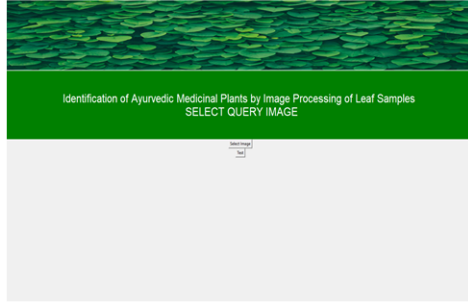 Identification of Ayurvedic Medicinal Plants by Image Processing of Leaf Samples
SELECT QUERY IMAGE
Select Image
Test